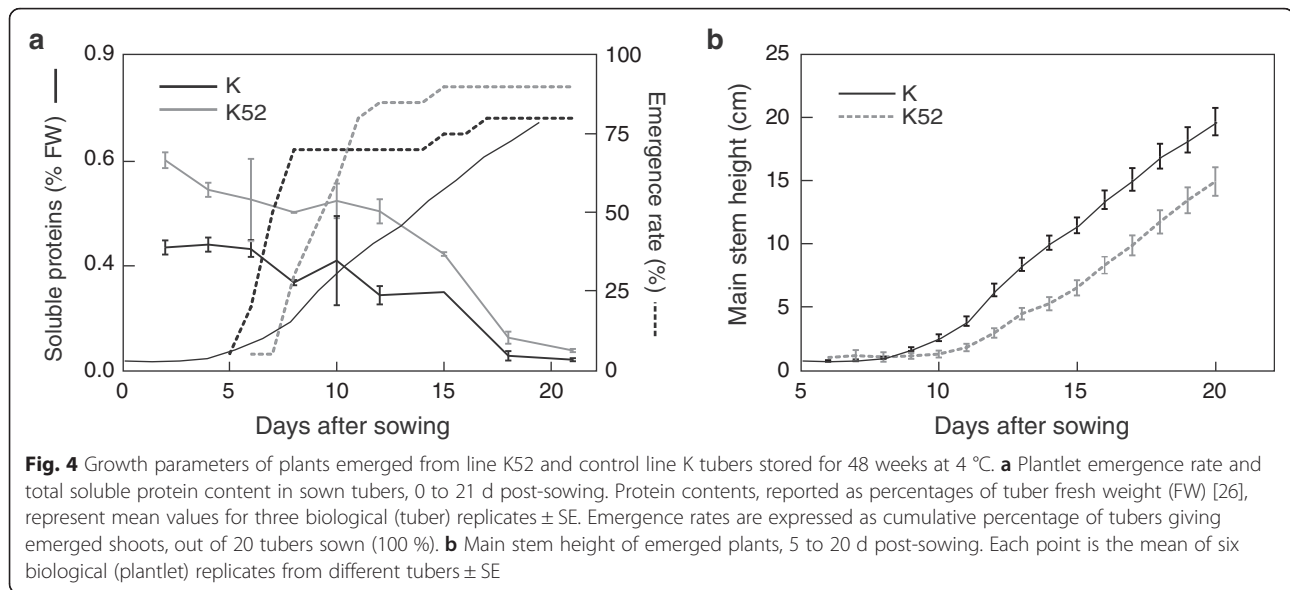 a
0.9
0.6
0.4
0.0
Soluble proteins (% FW)
K
K52
100
75
50
25
0
Emergence rate (%)
0 5 10 15 20
Days after sowing
b
25
20
15
10
5
0
Main stem height (cm)
K
K52
5 10 15 20
Days after sowing
Fig. 4 Growth parameters of plants emerged from line K52 and control line K tubers stored for 48 weeks at 4 °C. a Plantlet emergence rate and
total soluble protein content in sown tubers, 0 to 21 d post-sowing. Protein contents, reported as percentages of tuber fresh weight (FW) [26],
represent mean values for three biological (tuber) replicates ± SE. Emergence rates are expressed as cumulative percentage of tubers giving
emerged shoots, out of 20 tubers sown (100 %). b Main stem height of emerged plants, 5 to 20 d post-sowing. Each point is the mean of six
biological (plantlet) replicates from different tubers ± SE